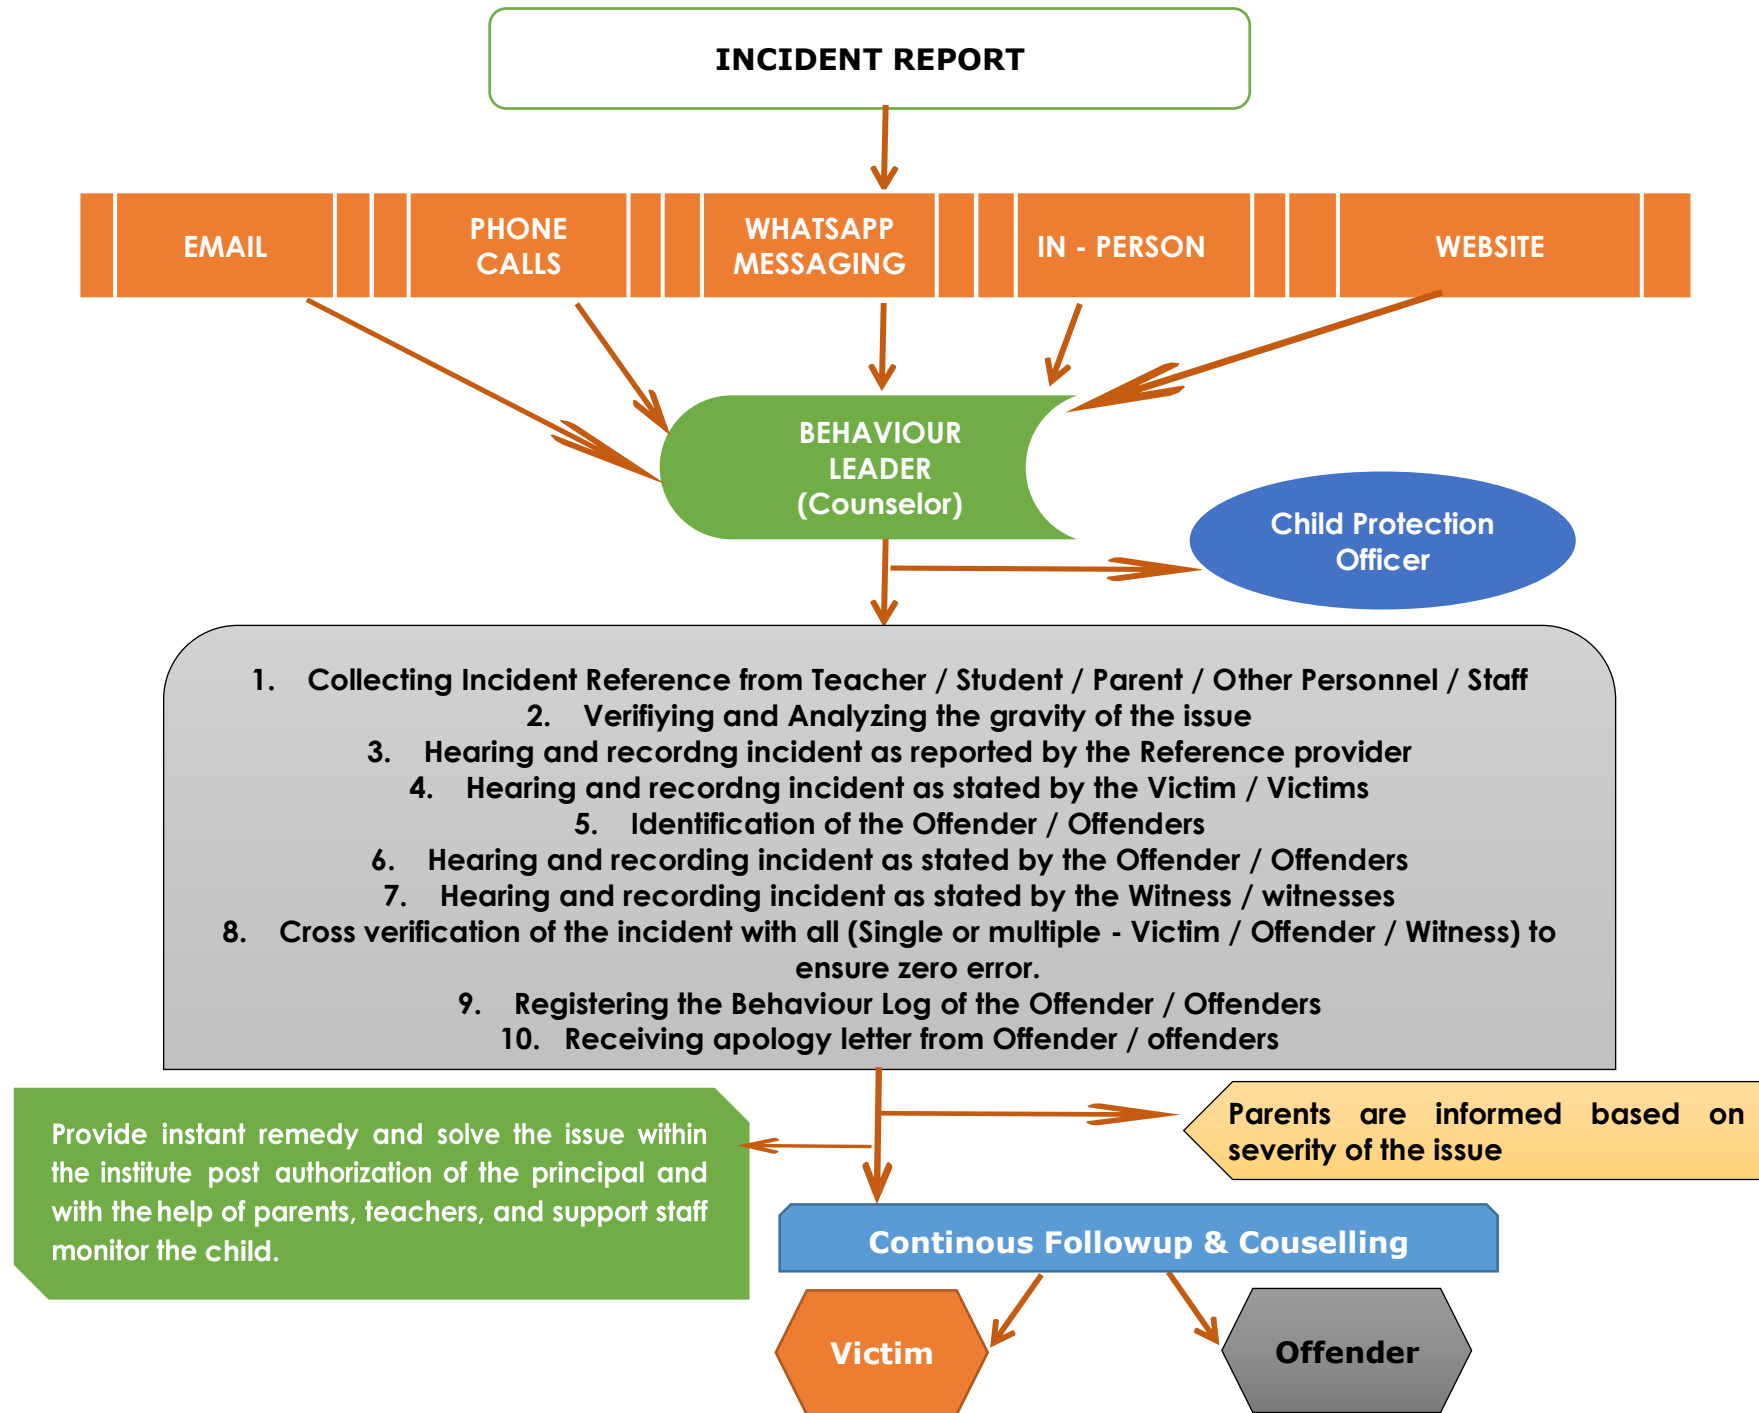 INCIDENT REPORT
EMAIL
PHONE
CALLS
WHATSAPP
MESSAGING
IN - PERSON
WEBSITE
BEHAVIOUR
LEADER
(Counselor)
Child Protection
Officer
1. Collecting Incident Reference from Teacher / Student / Parent / Other Personnel / Staff
2. Verifiying and Analyzing the gravity of the issue
3. Hearing and recordng incident as reported by the Reference provider
4. Hearing and recordng incident as stated by the Victim / Victims
5. Identification of the Offender / Offenders
6. Hearing and recording incident as stated by the Offender / Offenders
7. Hearing and recording incident as stated by the Witness / witnesses
8. Cross verification of the incident with all (Single or multiple - Victim / Offender / Witness) to
ensure zero error.
9. Registering the Behaviour Log of the Offender / Offenders
10. Receiving apology letter from Offender / offenders
Provide instant remedy and solve the issue within
the institute post authorization of the principal and
with the help of parents, teachers, and support staff
monitor the child.
Parents are informed based on
severity of the issue
Continous Followup & Couselling
Victim
Offender